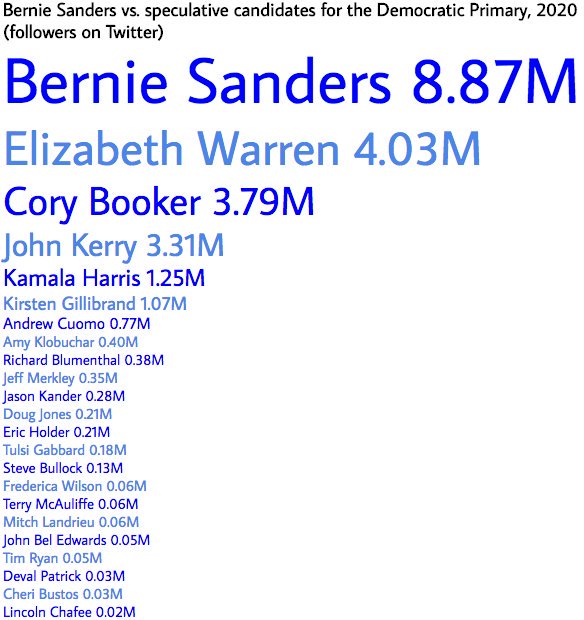 Bernie Sanders vs. speculative candidates for the Democratic Primary, 2020
(followers on Twitter)
Bernie Sanders 8.87M
Elizabeth Warren 4.03M
Cory Booker 3.79M
John Kerry 3.31M
Kamala Harris 1.25M
Kirsten Gillibrand 1.07M
Andrew Cuomo 0.77M
Amy Klobuchar 0.40M
Richard Blumenthal 0.38M
Jeff Merkley 0.35M
Jason Kander 0.28M
Doug Jones 0.21M
Eric Holder 0.21M
Tulsi Gabbard 0.18M
Steve Bullock 0.13M
Frederica Wilson 0.06M
Terry McAuliffe 0.06M
Mitch Landrieu 0.06M
John Bel Edwards 0.05M
Tim Ryan 0.05M
Deval Patrick 0.03M
Cheri Bustos 0.03M
Lincoln Chafee 0.02M